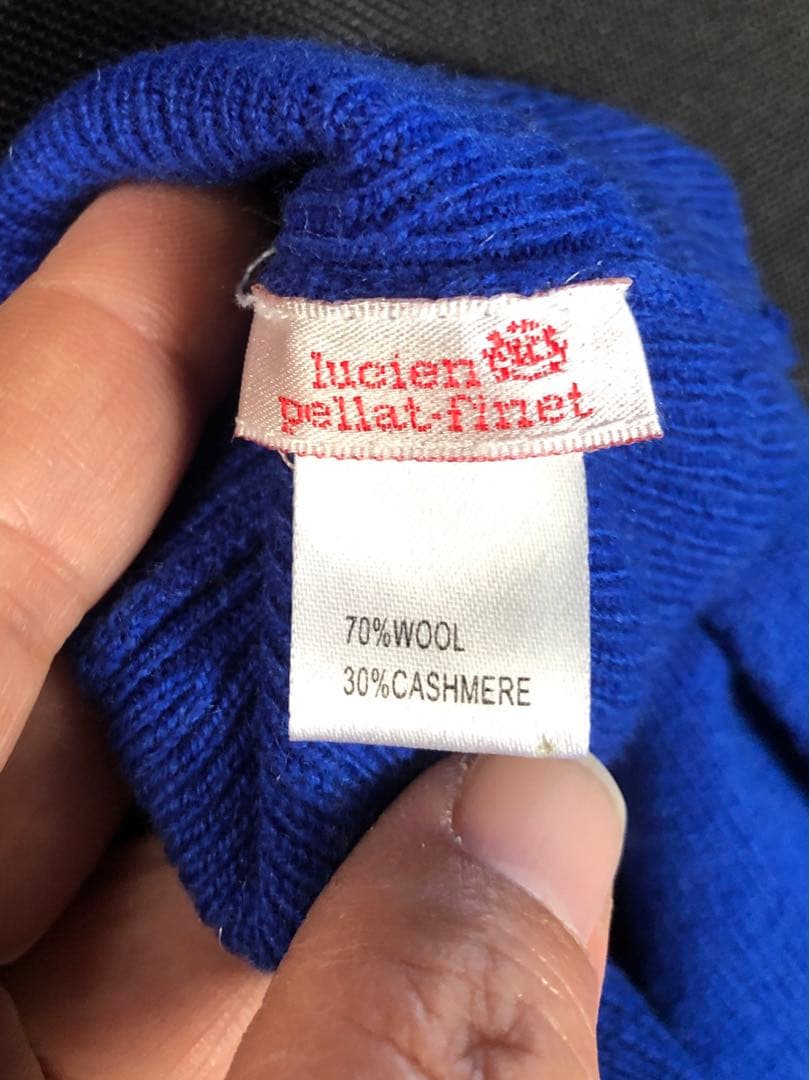 lucien
pellat-finet
70%WOOL
30%CASHMERE